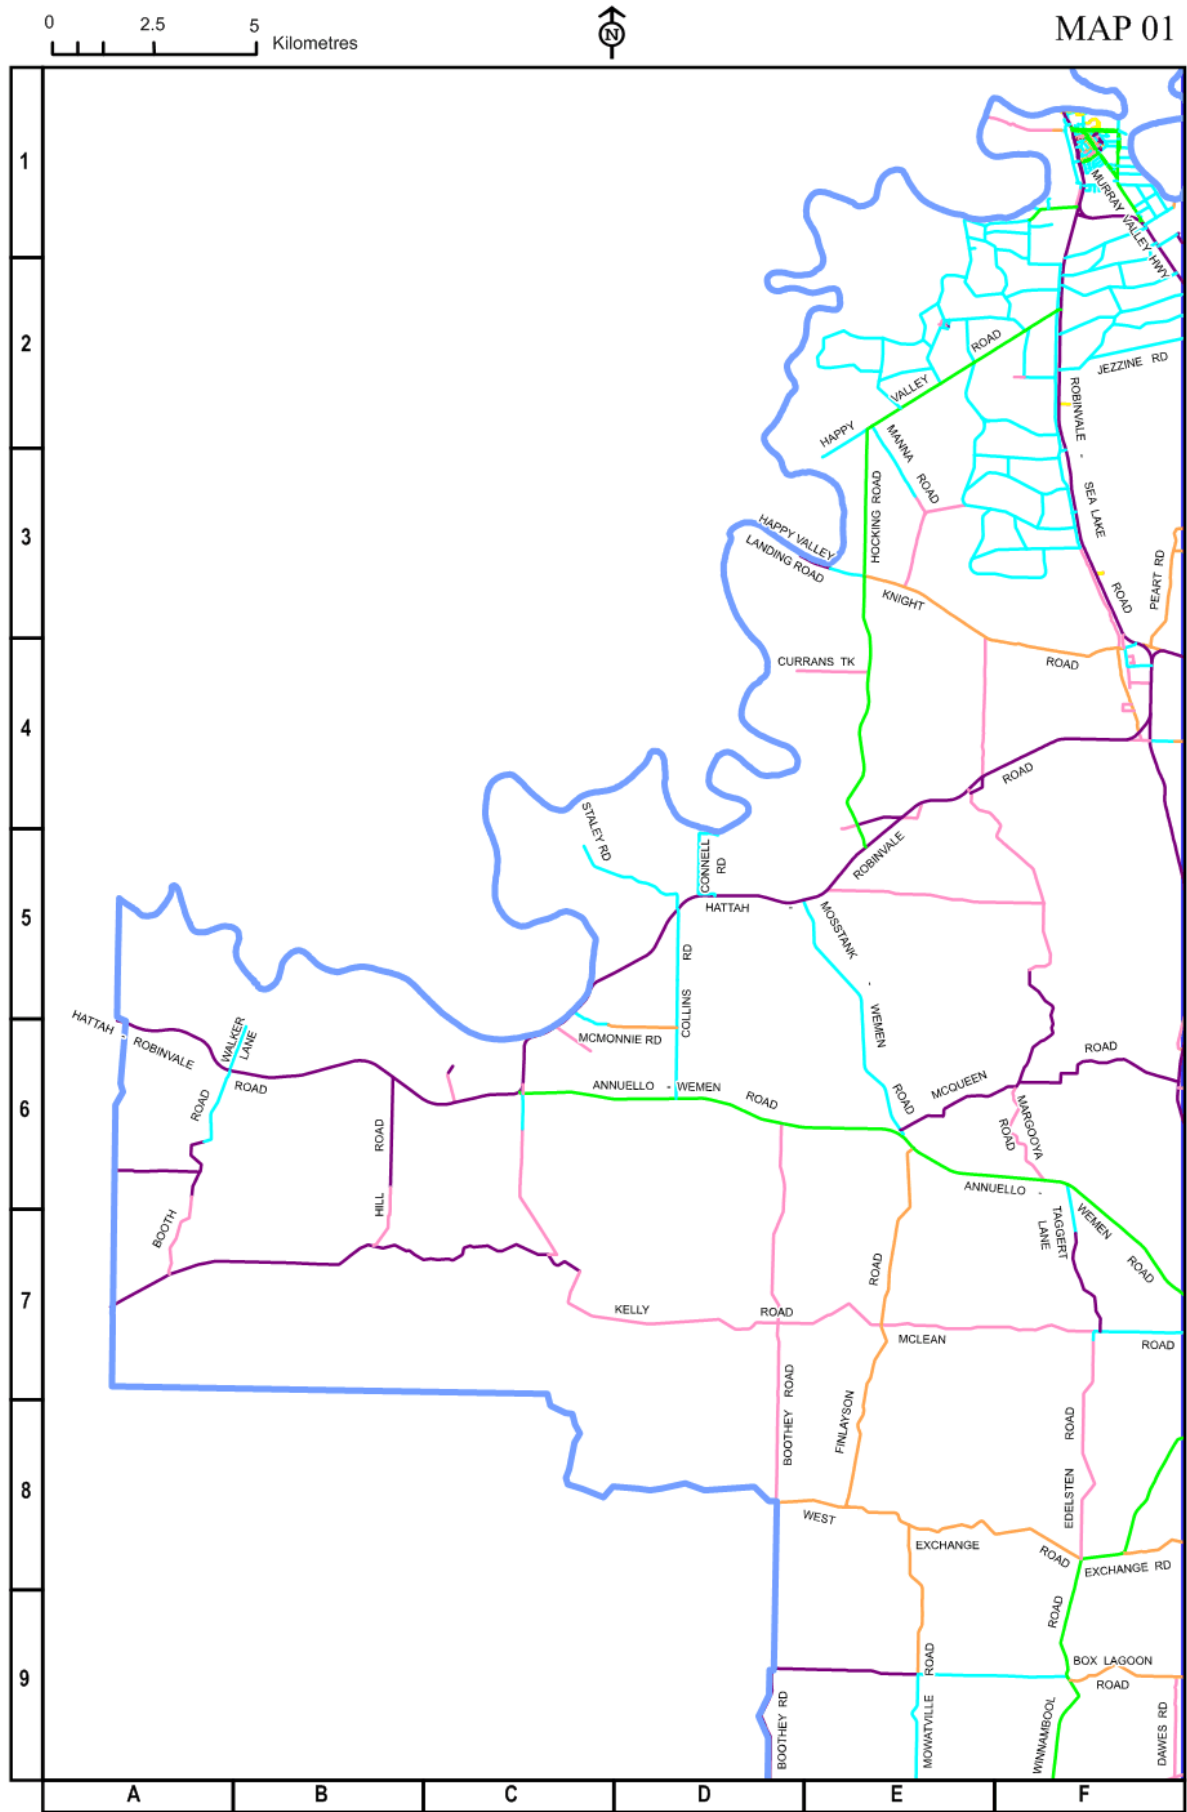 0 2.5 5 Kilometres
N
MAP 01
1
MURRAY VALLEY HWY
2
JEZZINE RD
HAPPY VALLEY ROAD
MANNA ROAD
ROBINVALE - SEA LAKE ROAD
3
HOCKING ROAD
HAPPY VALLEY
LANDING ROAD
KNIGHT ROAD
PEART RD
CURRANS TK
4
ROBINVALE ROAD
STALEY RD
CONNELL
RD
5
HATTAH -
MOSSTANK - WEMEN ROAD
COLLINS RD
HATTAH - ROBINVALE ROAD
WALKER
LANE
MCMONNIE RD
6
ANNUELLO - WEMEN ROAD
MCQUEEN ROAD
MARGOOYA
ROAD
BOOTH ROAD
HILL ROAD
ANNUELLO - WEMEN ROAD
TAGGERT
LANE
7
KELLY ROAD
MCLEAN ROAD
BOOTHEY ROAD
FINLAYSON ROAD
EDELSTEN ROAD
8
WEST EXCHANGE ROAD
EXCHANGE RD
9
BOX LAGOON
ROAD
BOOTHEY RD
MOWATVILLE ROAD
WINNAMBOOL ROAD
DAWES RD
A B C D E F